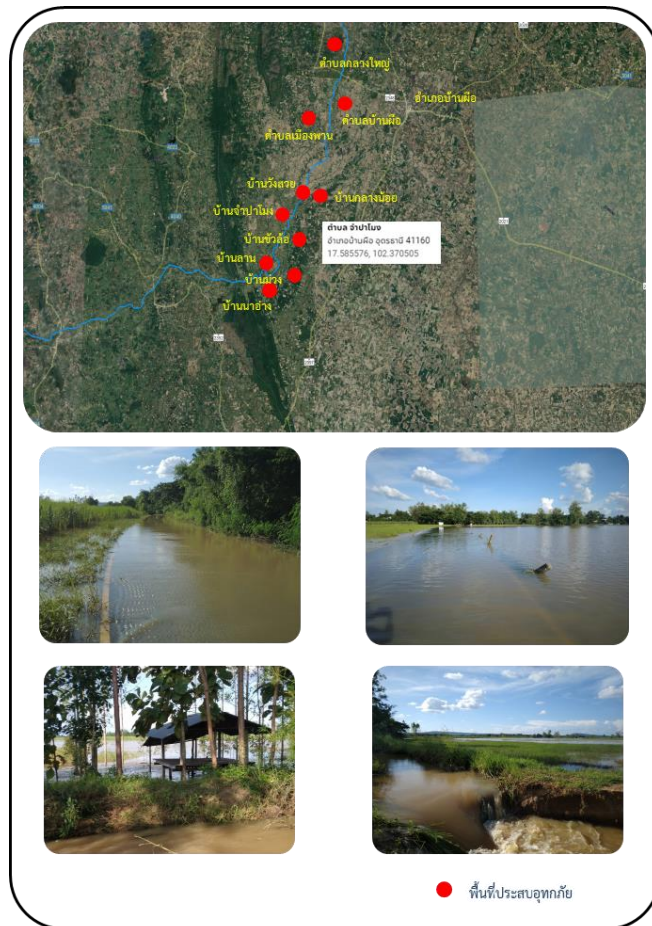 ตำบลกลางใหญ่
อำเภอบ้านผือ
ตำบลบ้านผือ
ตำบลเมืองพาน
บ้านวังสวย
บ้านกลางน้อย
บ้านจำปาโมง
ตำบล จำปาโมง
อำเภอบ้านผือ อุดรธานี 41160
17.585576, 102.370505
บ้านขัวล้อ
บ้านลาน
บ้านม่วง
บ้านนาอ่าง
พื้นที่ประสบอุทกภัย